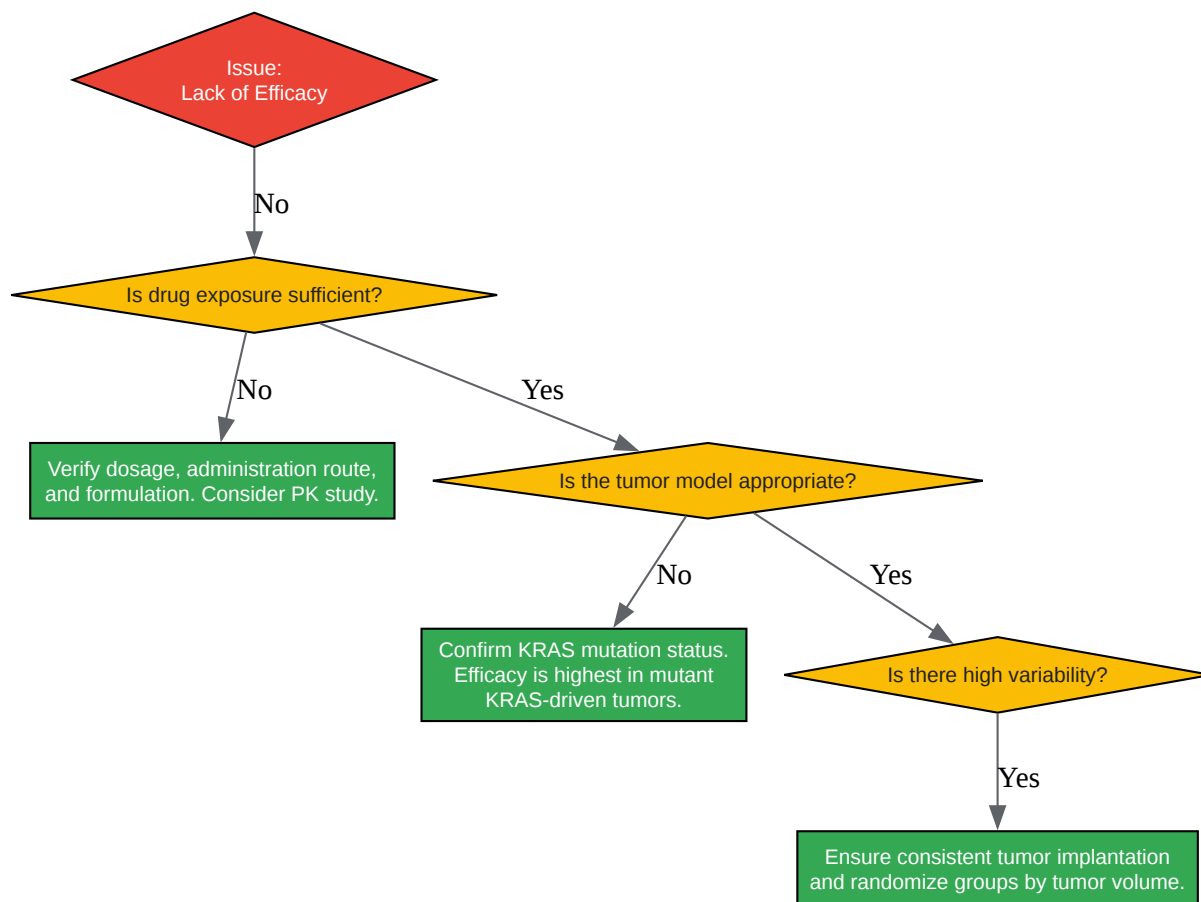 Issue:
Lack of Efficacy
No
Is drug exposure sufficient?
No
Yes
Verify dosage, administration route,
and formulation. Consider PK study.
Is the tumor model appropriate?
No
Yes
Confirm KRAS mutation status.
Efficacy is highest in mutant
KRAS-driven tumors.
Is there high variability?
Yes
Ensure consistent tumor implantation
and randomize groups by tumor volume.